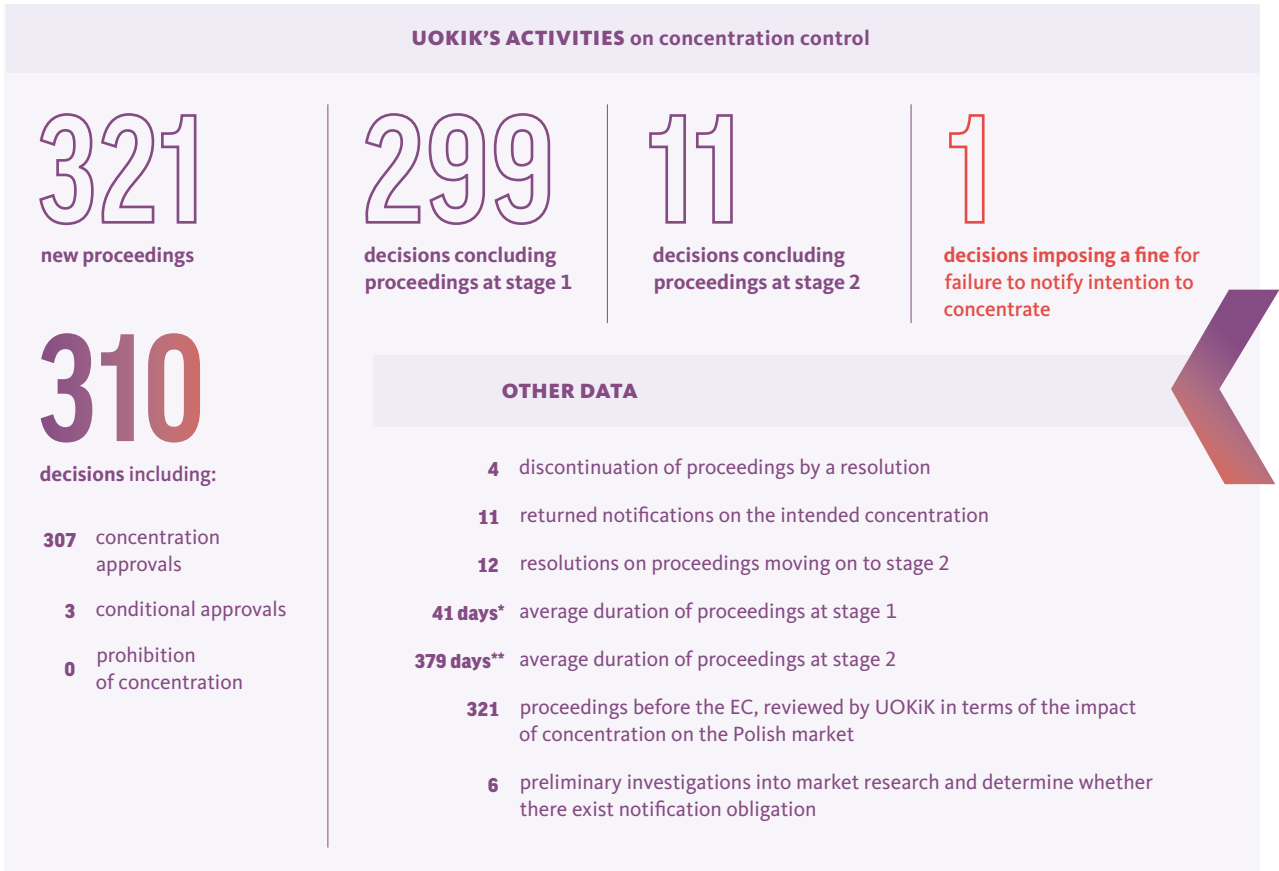 UOKIK'S ACTIVITIES on concentration control
321
new proceedings
310
decisions including:
307 concentration
approvals
3 conditional approvals
0 prohibition
of concentration
299
decisions concluding
proceedings at stage 1
11
decisions concluding
proceedings at stage 2
1
decisions imposing a fine for
failure to notify intention to
concentrate
OTHER DATA
4 discontinuation of proceedings by a resolution
11 returned notifications on the intended concentration
12 resolutions on proceedings moving on to stage 2
41 days* average duration of proceedings at stage 1
379 days** average duration of proceedings at stage 2
321 proceedings before the EC, reviewed by UOKiK in terms of the impact
of concentration on the Polish market
6 preliminary investigations into market research and determine whether
there exist notification obligation